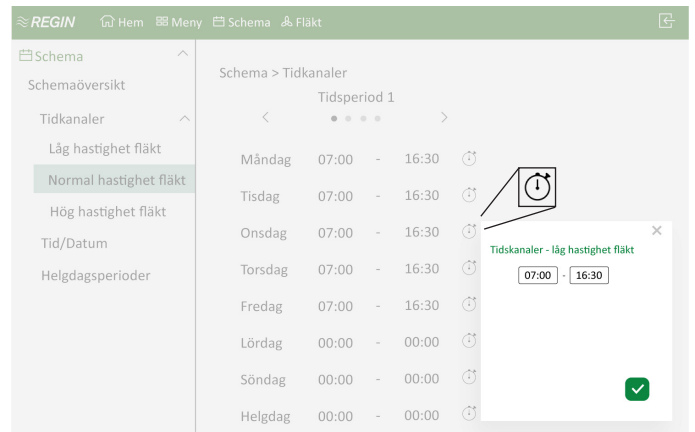 REGIN Hem Meny Schema Fläkt
Schema
Schemaöversikt
Tidkanaler
Låg hastighet fläkt
Normal hastighet fläkt
Hög hastighet fläkt
Tid/Datum
Helgdagsperioder
Schema > Tidkanaler
Tidsperiod 1
< >
Måndag 07:00 - 16:30
Tisdag 07:00 - 16:30
Onsdag 07:00 - 16:30
Torsdag 07:00 - 16:30
Fredag 07:00 - 16:30
Lördag 00:00 - 00:00
Söndag 00:00 - 00:00
Helgdag 00:00 - 00:00
Tidskanaler - låg hastighet fläkt
07:00 - 16:30